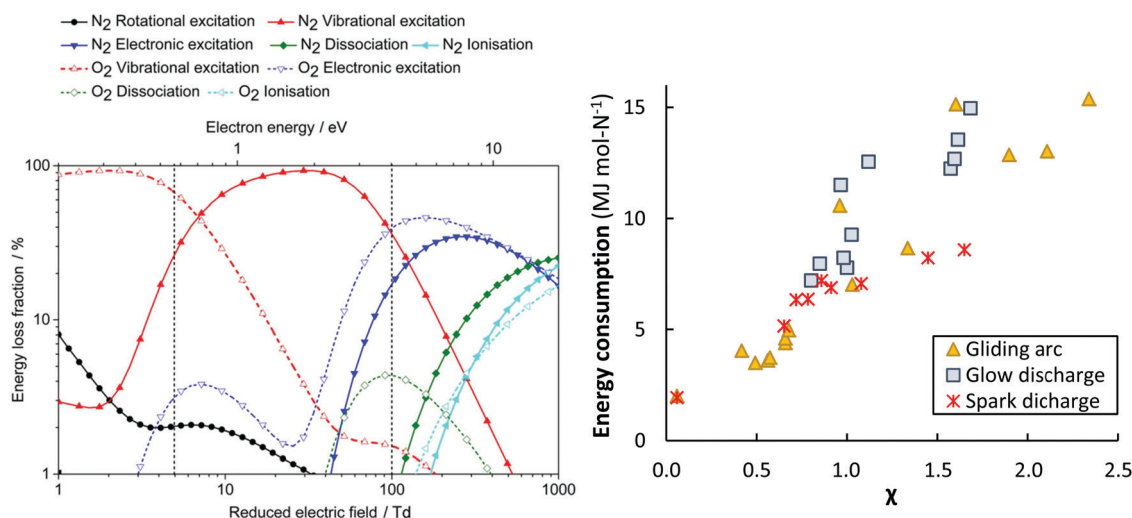 N2 Rotational excitation N2 Vibrational excitation
N2 Electronic excitation N2 Dissociation N2 Ionisation
O2 Vibrational excitation O2 Electronic excitation
O2 Dissociation O2 Ionisation
Electron energy / eV
1 10
100
10
1
Energy loss fraction / %
1 10 100 1000
Reduced electric field / Td
Energy consumption (MJ mol-N⁻¹)
15
10
5
0
Gliding arc
Glow discharge
Spark dicharge
0.0 0.5 1.0 1.5 2.0 2.5
χ